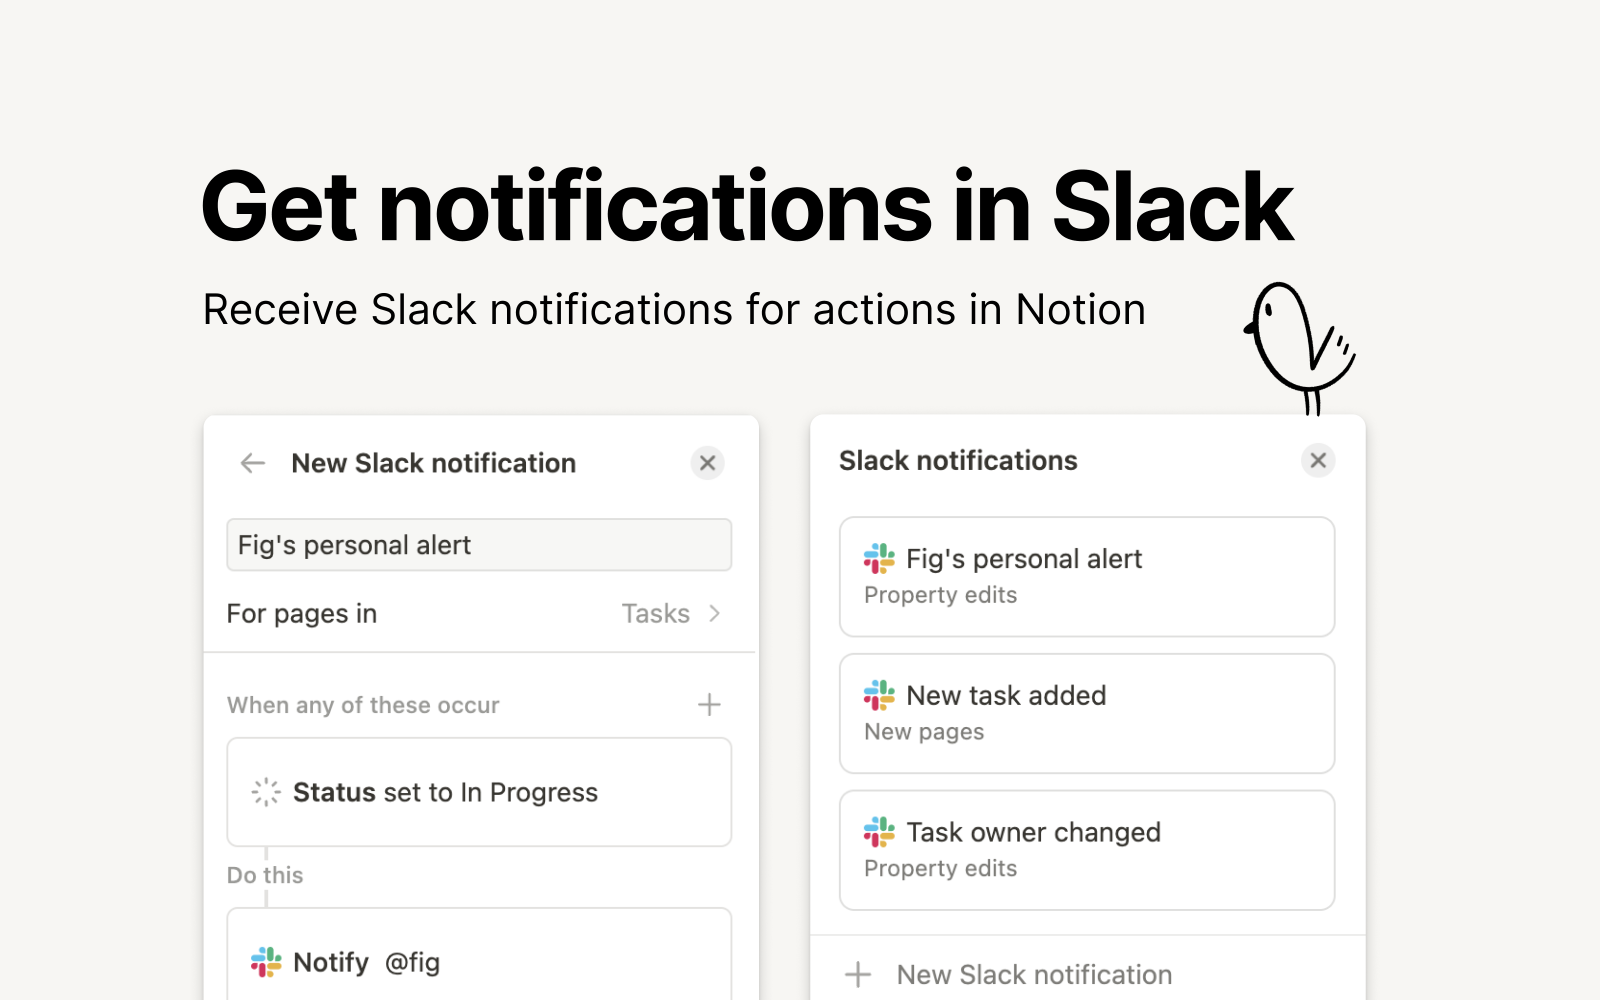 Get notifications in Slack
Receive Slack notifications for actions in Notion
New Slack notification
Fig's personal alert
For pages in
Tasks
When any of these occur
Status set to In Progress
Do this
Notify @fig
Slack notifications
Fig's personal alert
Property edits
New task added
New pages
Task owner changed
Property edits
New Slack notification